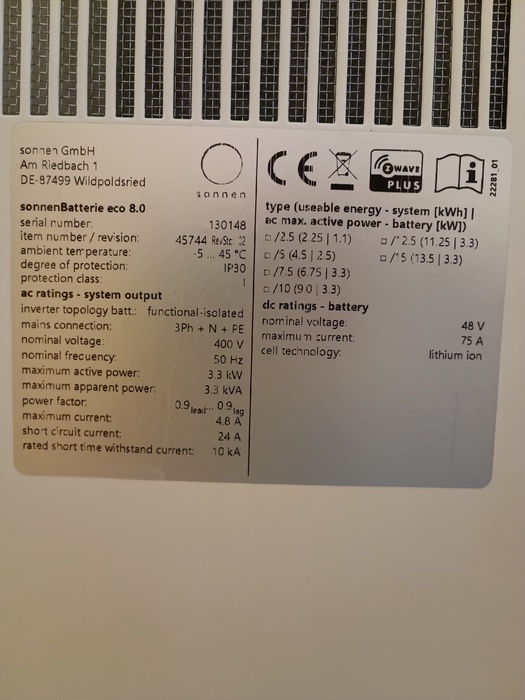 sonnen GmbH
Am Riedbach 1
DE-87499 Wildpoldsried
sonnen
sonnenBatterie eco 8.0
serial number: 130148
item number / revision: 45744
ambient temperature: -5 ... 45 °C
degree of protection: IP30
protection class: I
ac ratings - system output
inverter topology batt.: functional-isolated
mains connection: 3Ph + N + PE
nominal voltage: 400 V
nominal frecuency: 50 Hz
maximum active power: 3.3 kW
maximum apparent power: 3.3 kVA
power factor: 0.9 lead ... 0.9 lag
maximum current: 4.8 A
short circuit current: 24 A
rated short time withstand current: 10 kA
CE
Z WAVE
PLUS
i
22281_01
type (useable energy - system [kWh] |
ac max. active power - battery [kW])
□ /2.5 (2.25 | 1.1) □ /12.5 (11.25 | 3.3)
□ /5 (4.5 | 2.5) □ /15 (13.5 | 3.3)
□ /7.5 (6.75 | 3.3)
□ /10 (9.0 | 3.3)
dc ratings - battery
nominal voltage: 48 V
maximum current: 75 A
cell technology: lithium ion